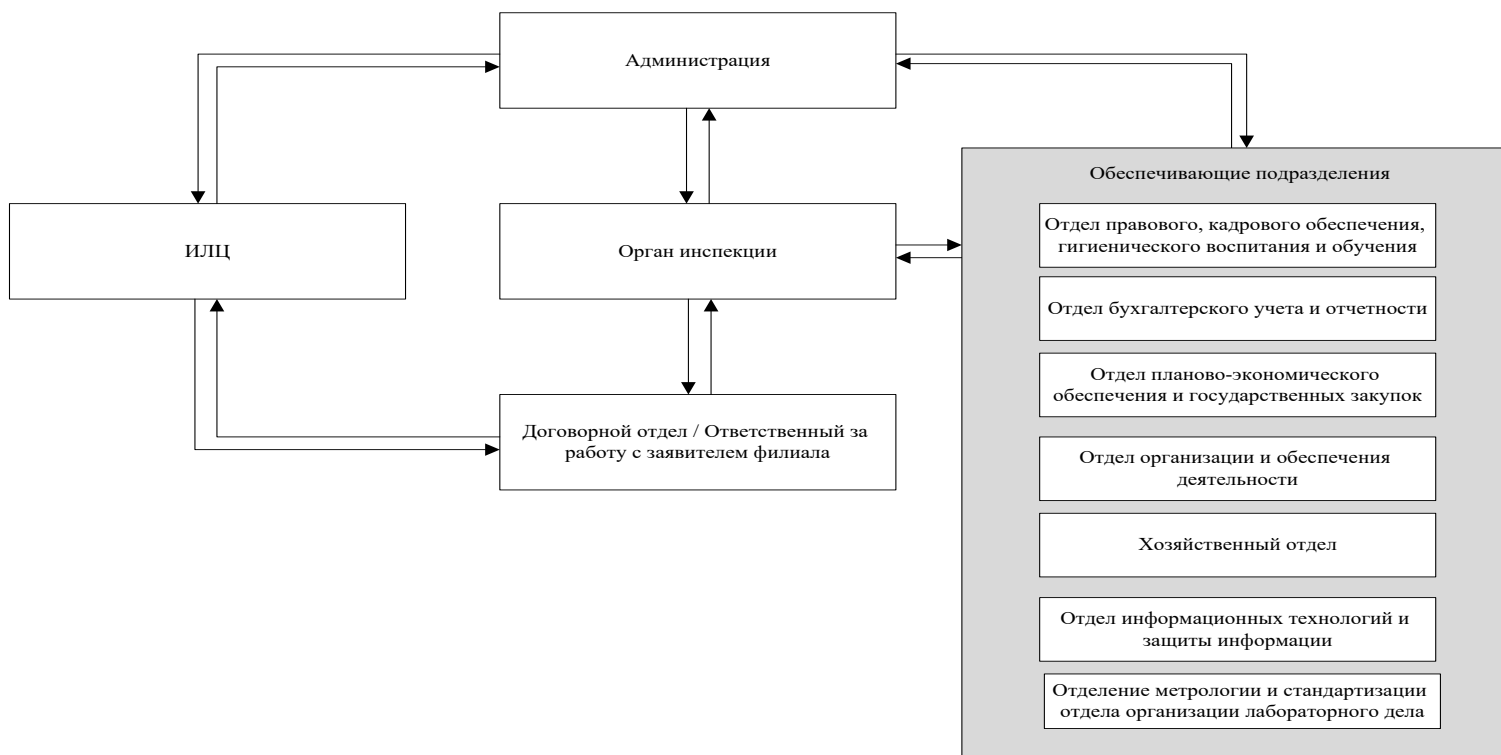 Администрация
Обеспечивающие подразделения
ИЛЦ
Орган инспекции
Отдел правового, кадрового обеспечения,
гигиенического воспитания и обучения
Отдел бухгалтерского учета и отчетности
Отдел планово-экономического
обеспечения и государственных закупок
Договорной отдел / Ответственный за
работу с заявителем филиала
Отдел организации и обеспечения
деятельности
Хозяйственный отдел
Отдел информационных технологий и
защиты информации
Отделение метрологии и стандартизации
отдела организации лабораторного дела